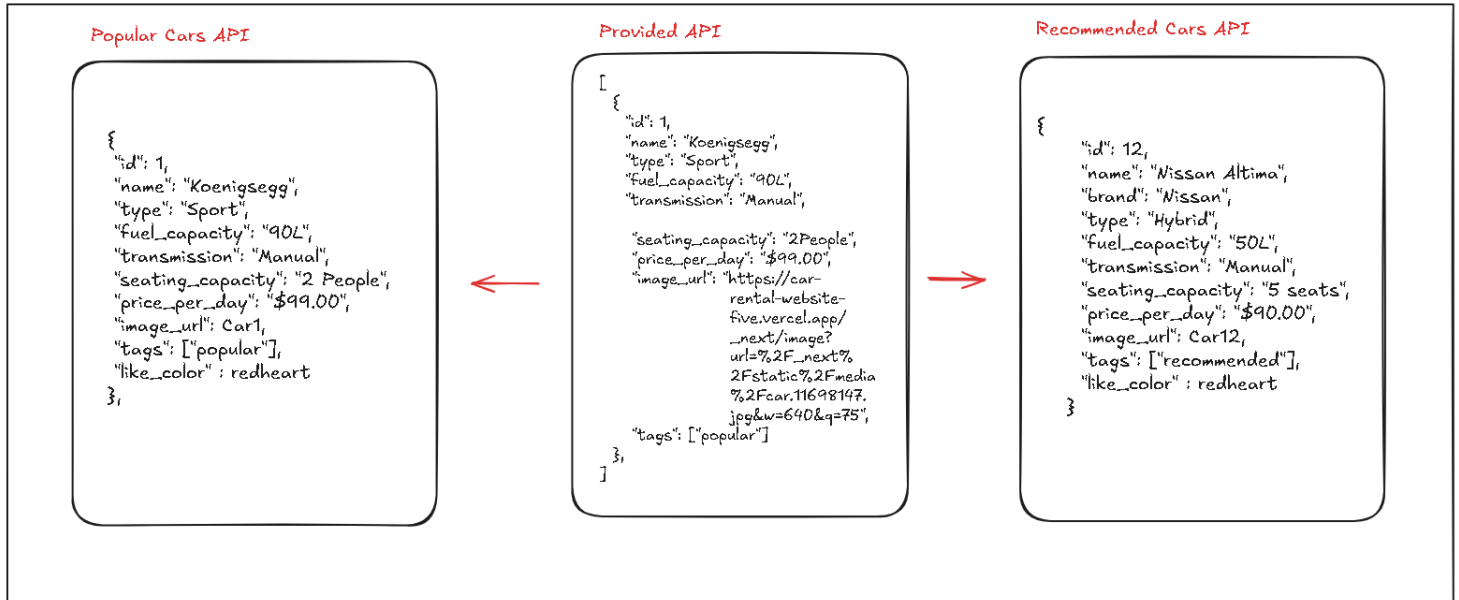 Popular Cars API
{
"id": 1,
"name": "Koenigsegg",
"type": "Sport",
"fuel_capacity": "90L",
"transmission": "Manual",
"seating_capacity": "2 People",
"price_per_day": "$99.00",
"image_url": Car1,
"tags": ["popular"],
"like_color" : redheart
},
Provided API
[
{
"id": 1,
"name": "Koenigsegg",
"type": "Sport",
"fuel_capacity": "90L",
"transmission": "Manual",
"seating_capacity": "2People",
"price_per_day": "$99.00",
"image_url": "https://car-
rental-website-
five.vercel.app/
_next/image?
url=%2F_next%
2Fstatic%2Fmedia
%2Fcar.11698147.
jpg&w=640&q=75",
"tags": ["popular"]
},
]
Recommended Cars API
{
"id": 12,
"name": "Nissan Altima",
"brand": "Nissan",
"type": "Hybrid",
"fuel_capacity": "50L",
"transmission": "Manual",
"seating_capacity": "5 seats",
"price_per_day": "$90.00",
"image_url": Car12,
"tags": ["recommended"],
"like_color" : redheart
}